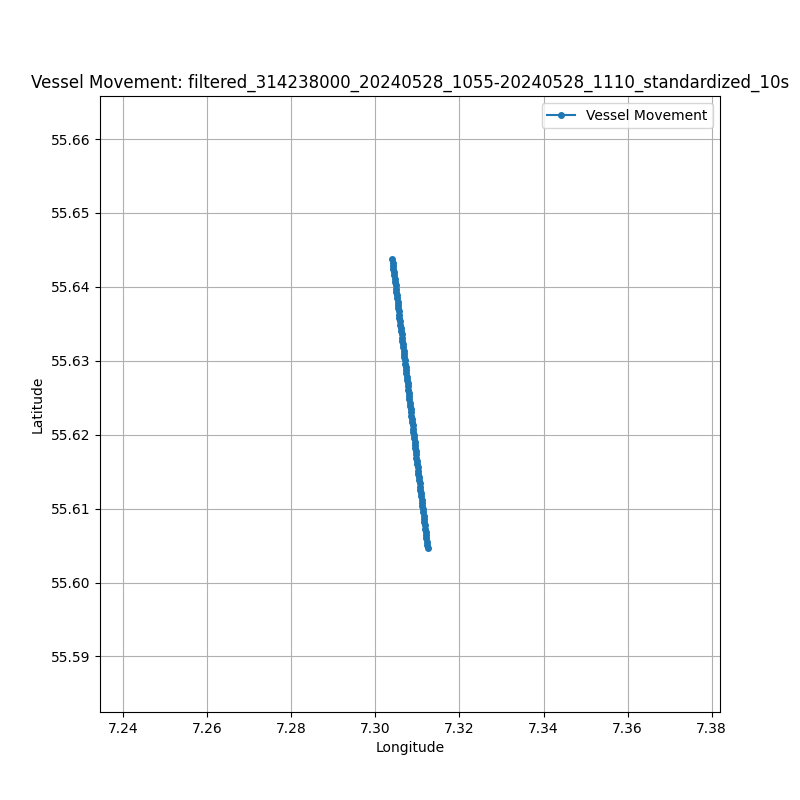 Vessel Movement: filtered_314238000_20240528_1055-20240528_1110_standardized_10s
Vessel Movement
55.66
55.65
55.64
55.63
55.62
55.61
55.60
55.59
Latitude
7.24 7.26 7.28 7.30 7.32 7.34 7.36 7.38
Longitude